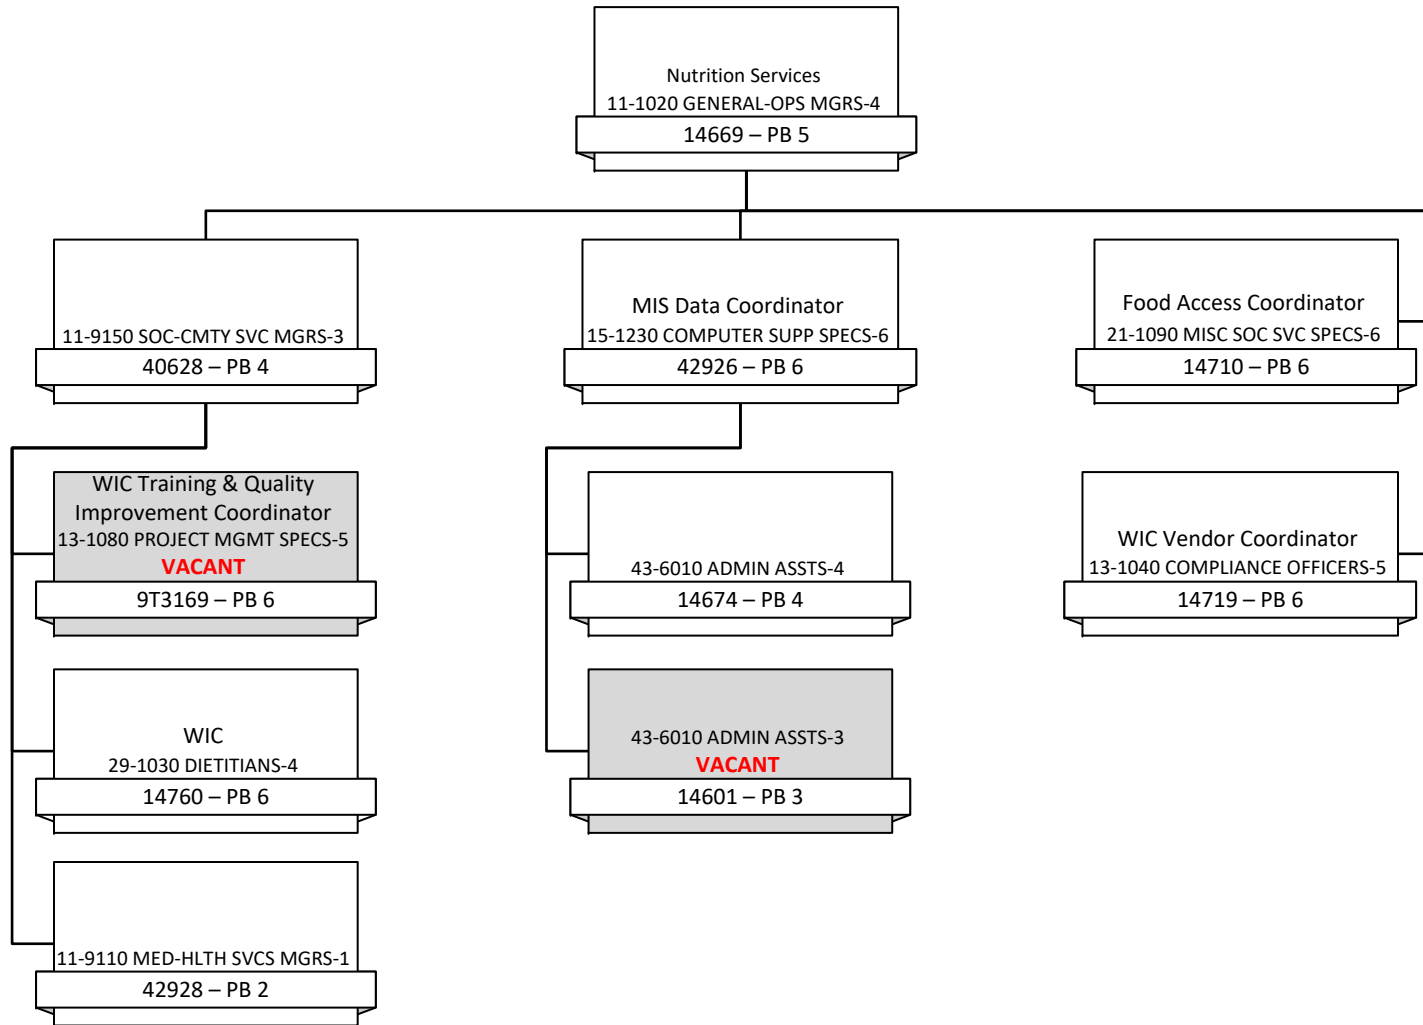 Nutrition Services
11-1020 GENERAL-OPS MGRS-4
14669 – PB 5
11-9150 SOC-CMTY SVC MGRS-3
40628 – PB 4
MIS Data Coordinator
15-1230 COMPUTER SUPP SPECS-6
42926 – PB 6
Food Access Coordinator
21-1090 MISC SOC SVC SPECS-6
14710 – PB 6
WIC Training & Quality
Improvement Coordinator
13-1080 PROJECT MGMT SPECS-5
VACANT
9T3169 – PB 6
43-6010 ADMIN ASSTS-4
14674 – PB 4
WIC Vendor Coordinator
13-1040 COMPLIANCE OFFICERS-5
14719 – PB 6
WIC
29-1030 DIETITIANS-4
14760 – PB 6
43-6010 ADMIN ASSTS-3
VACANT
14601 – PB 3
11-9110 MED-HLTH SVCS MGRS-1
42928 – PB 2